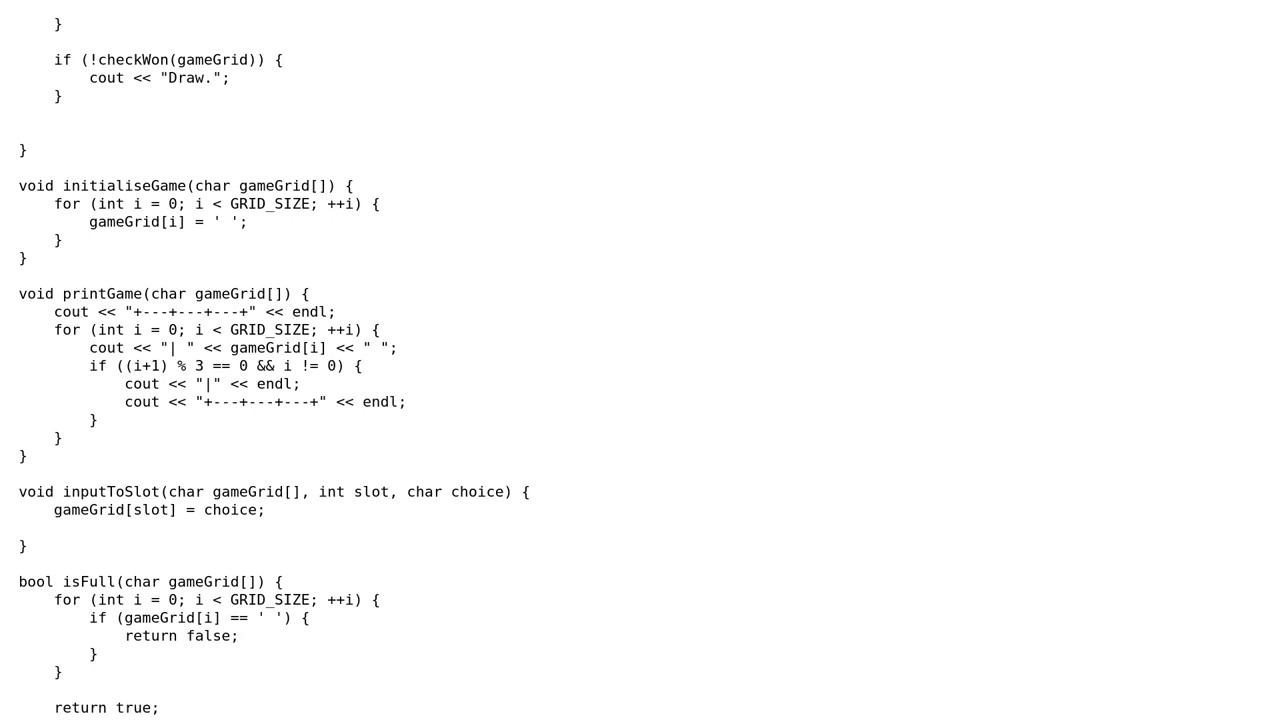 }

    if (!checkWon(gameGrid)) {
        cout << "Draw.";
    }


}

void initialiseGame(char gameGrid[]) {
    for (int i = 0; i < GRID_SIZE; ++i) {
        gameGrid[i] = ' ';
    }
}

void printGame(char gameGrid[]) {
    cout << "+---+---+---+" << endl;
    for (int i = 0; i < GRID_SIZE; ++i) {
        cout << "| " << gameGrid[i] << " ";
        if ((i+1) % 3 == 0 && i != 0) {
            cout << "|" << endl;
            cout << "+---+---+---+" << endl;
        }
    }
}

void inputToSlot(char gameGrid[], int slot, char choice) {
    gameGrid[slot] = choice;

}

bool isFull(char gameGrid[]) {
    for (int i = 0; i < GRID_SIZE; ++i) {
        if (gameGrid[i] == ' ') {
            return false;
        }
    }

    return true;